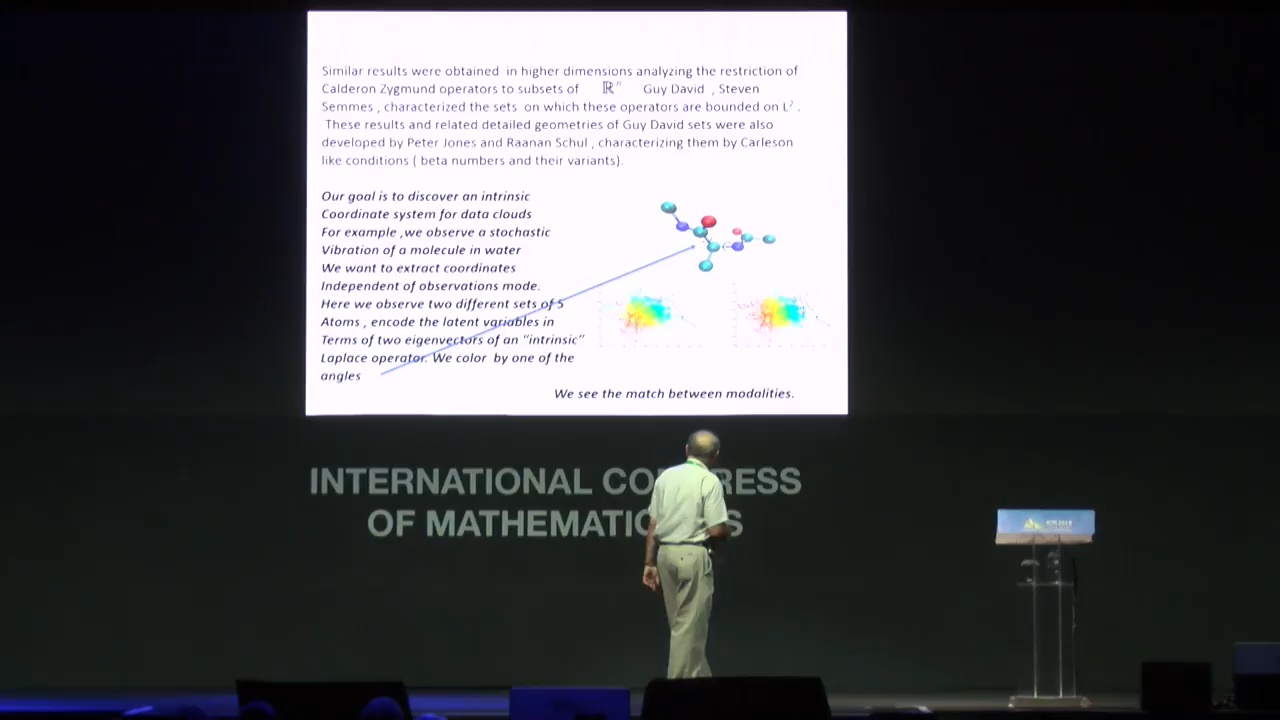 Similar results were obtained in higher dimensions analyzing the restriction of
Calderon Zygmund operators to subsets of ℝⁿ Guy David , Steven
Semmes , characterized the sets on which these operators are bounded on L² .
These results and related detailed geometries of Guy David sets were also
developed by Peter Jones and Raanan Schul , characterizing them by Carleson
like conditions ( beta numbers and their variants).
Our goal is to discover an intrinsic
Coordinate system for data clouds
For example ,we observe a stochastic
Vibration of a molecule in water
We want to extract coordinates
Independent of observations mode.
Here we observe two different sets of 5
Atoms , encode the latent variables in
Terms of two eigenvectors of an “intrinsic”
Laplace operator. We color by one of the
angles
We see the match between modalities.
INTERNATIONAL CO RESS
OF MATHEMATIC S